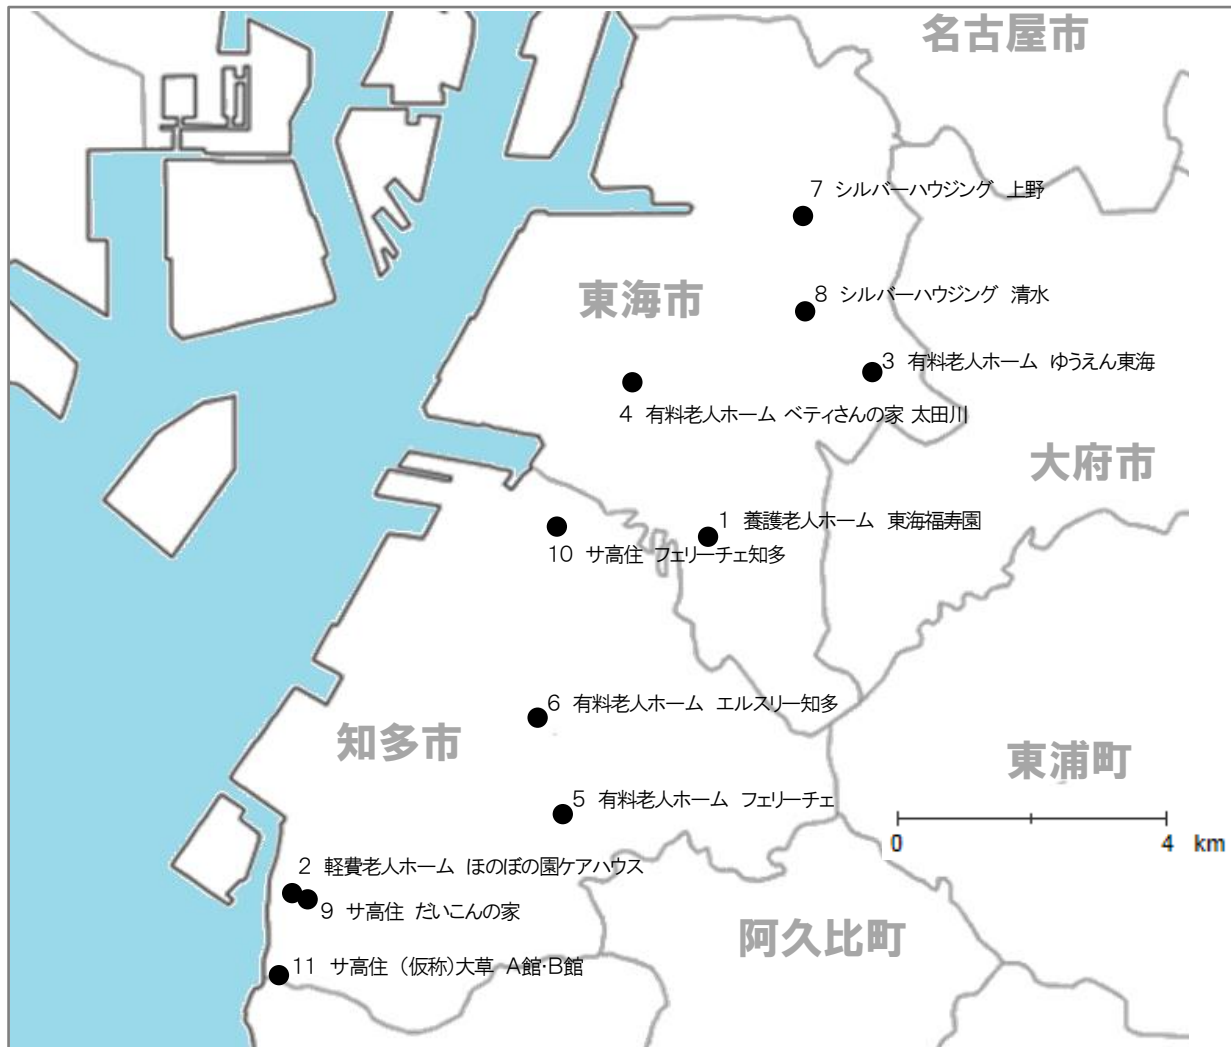 名古屋市
7 シルバーハウジング 上野
東海市
8 シルバーハウジング 清水
3 有料老人ホーム ゆうえん東海
4 有料老人ホーム ベティさんの家 太田川
大府市
1 養護老人ホーム 東海福寿園
10 サ高住 フェリーチェ知多
6 有料老人ホーム エルスリー知多
知多市
東浦町
5 有料老人ホーム フェリーチェ
0 4 km
2 軽費老人ホーム ほのぼの園ケアハウス
9 サ高住 だいこんの家
阿久比町
11 サ高住 (仮称)大草 A館・B館